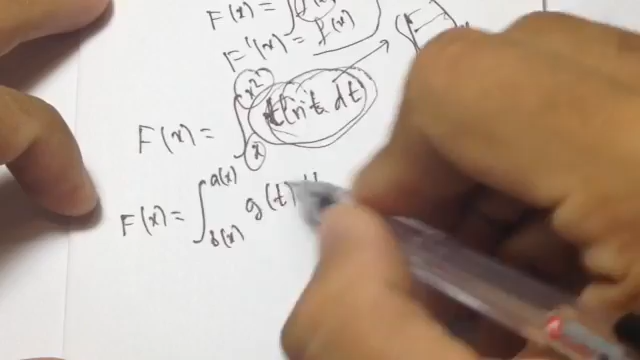 F(x) = ∫ f(x)
F'(x) = f(x)
F(x) = ∫ₓ^{x²} t ln t dt
F(x) = ∫_{b(x)}^{a(x)} g(t)